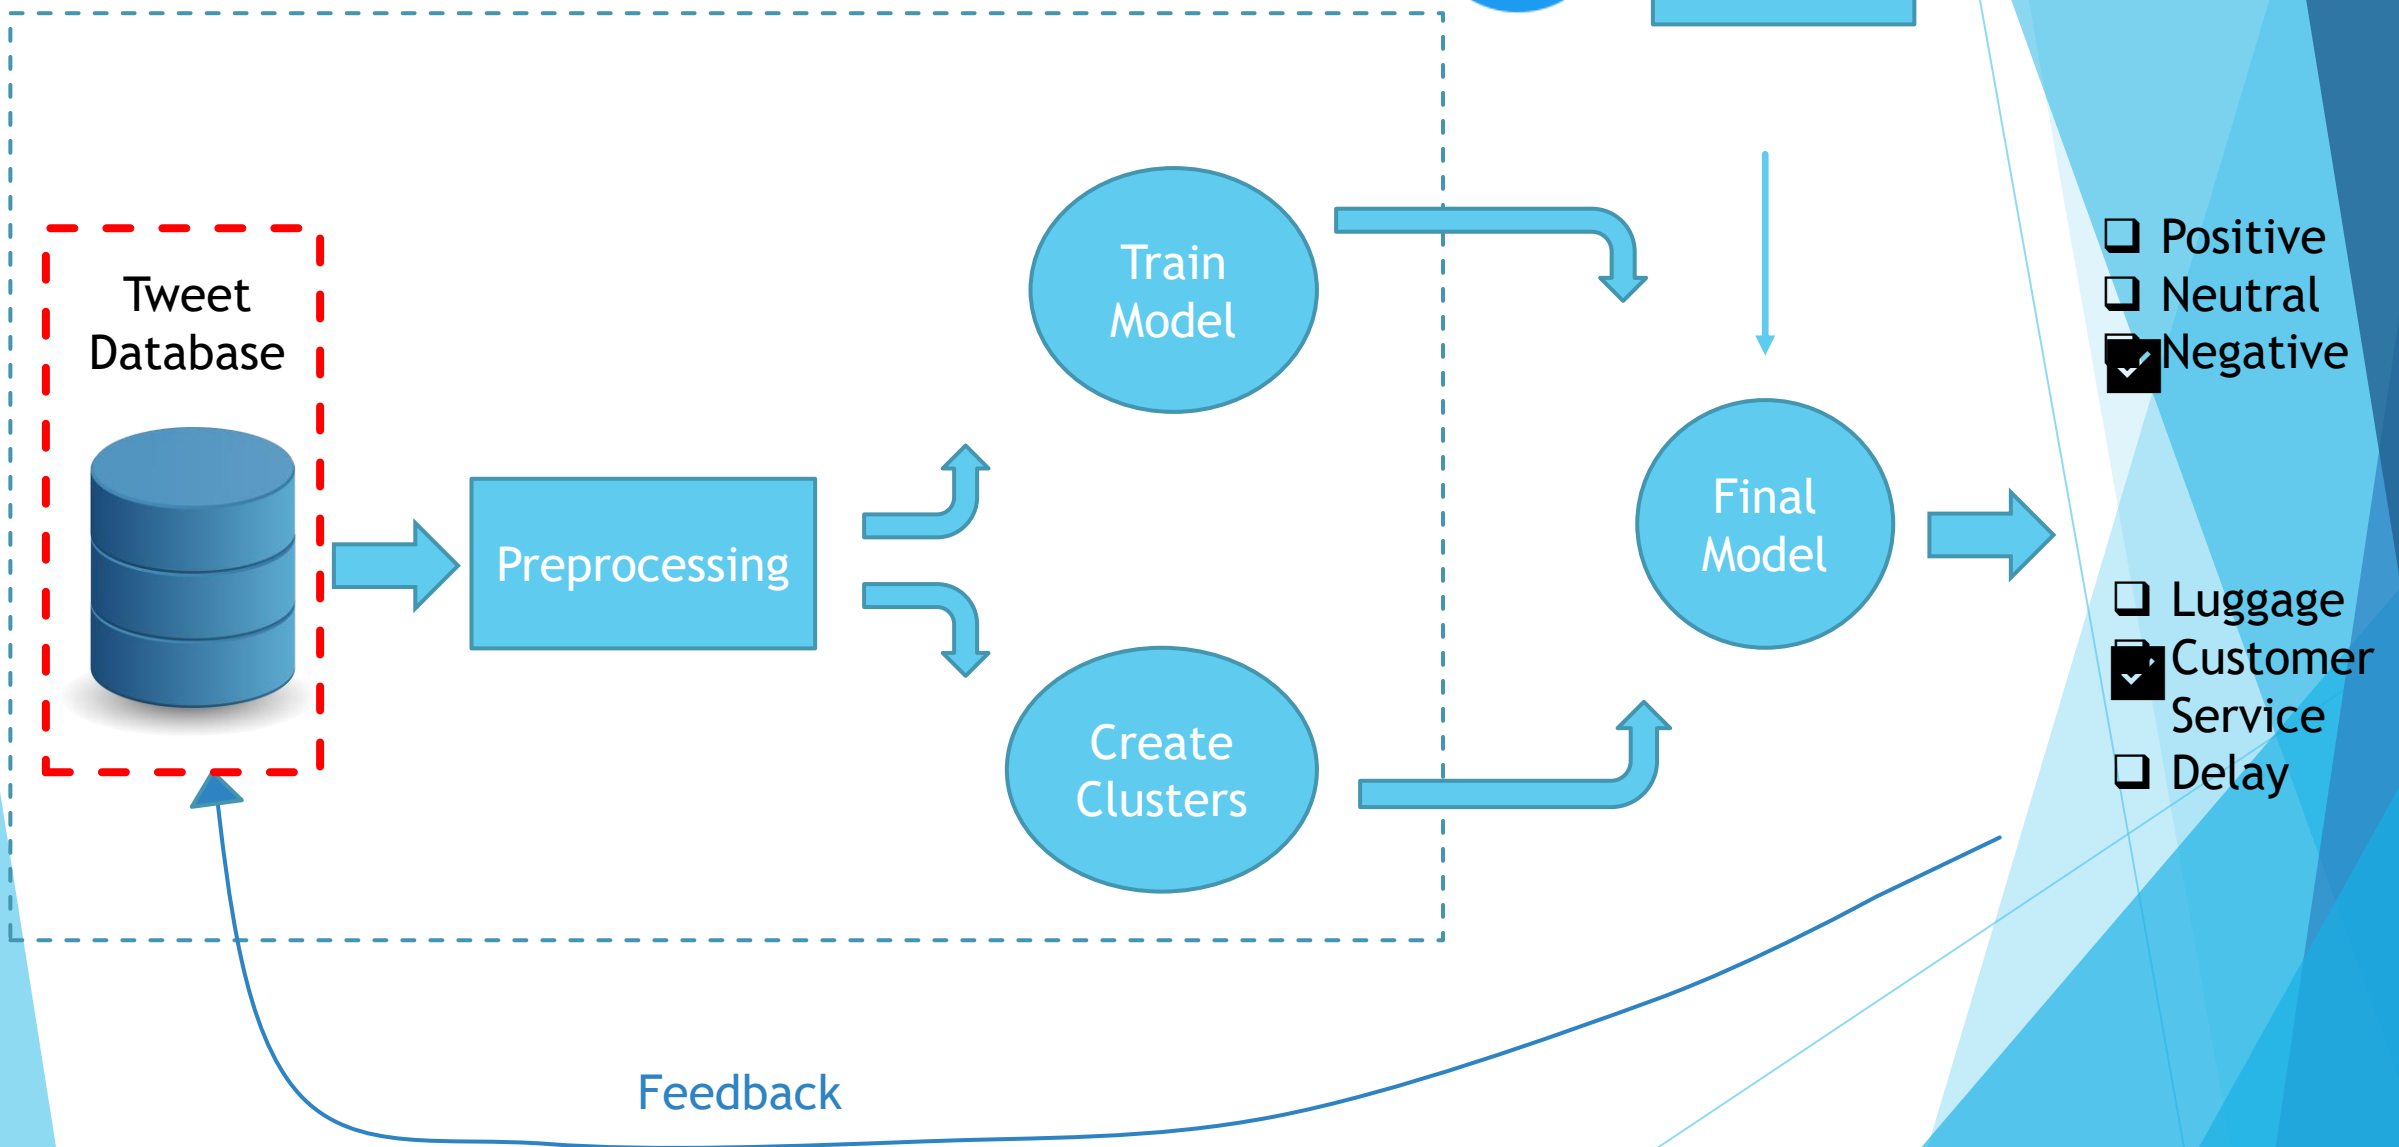 Tweet
Database
Preprocessing
Train
Model
Create
Clusters
Final
Model
Positive
Neutral
Negative
Luggage
Customer
Service
Delay
Feedback